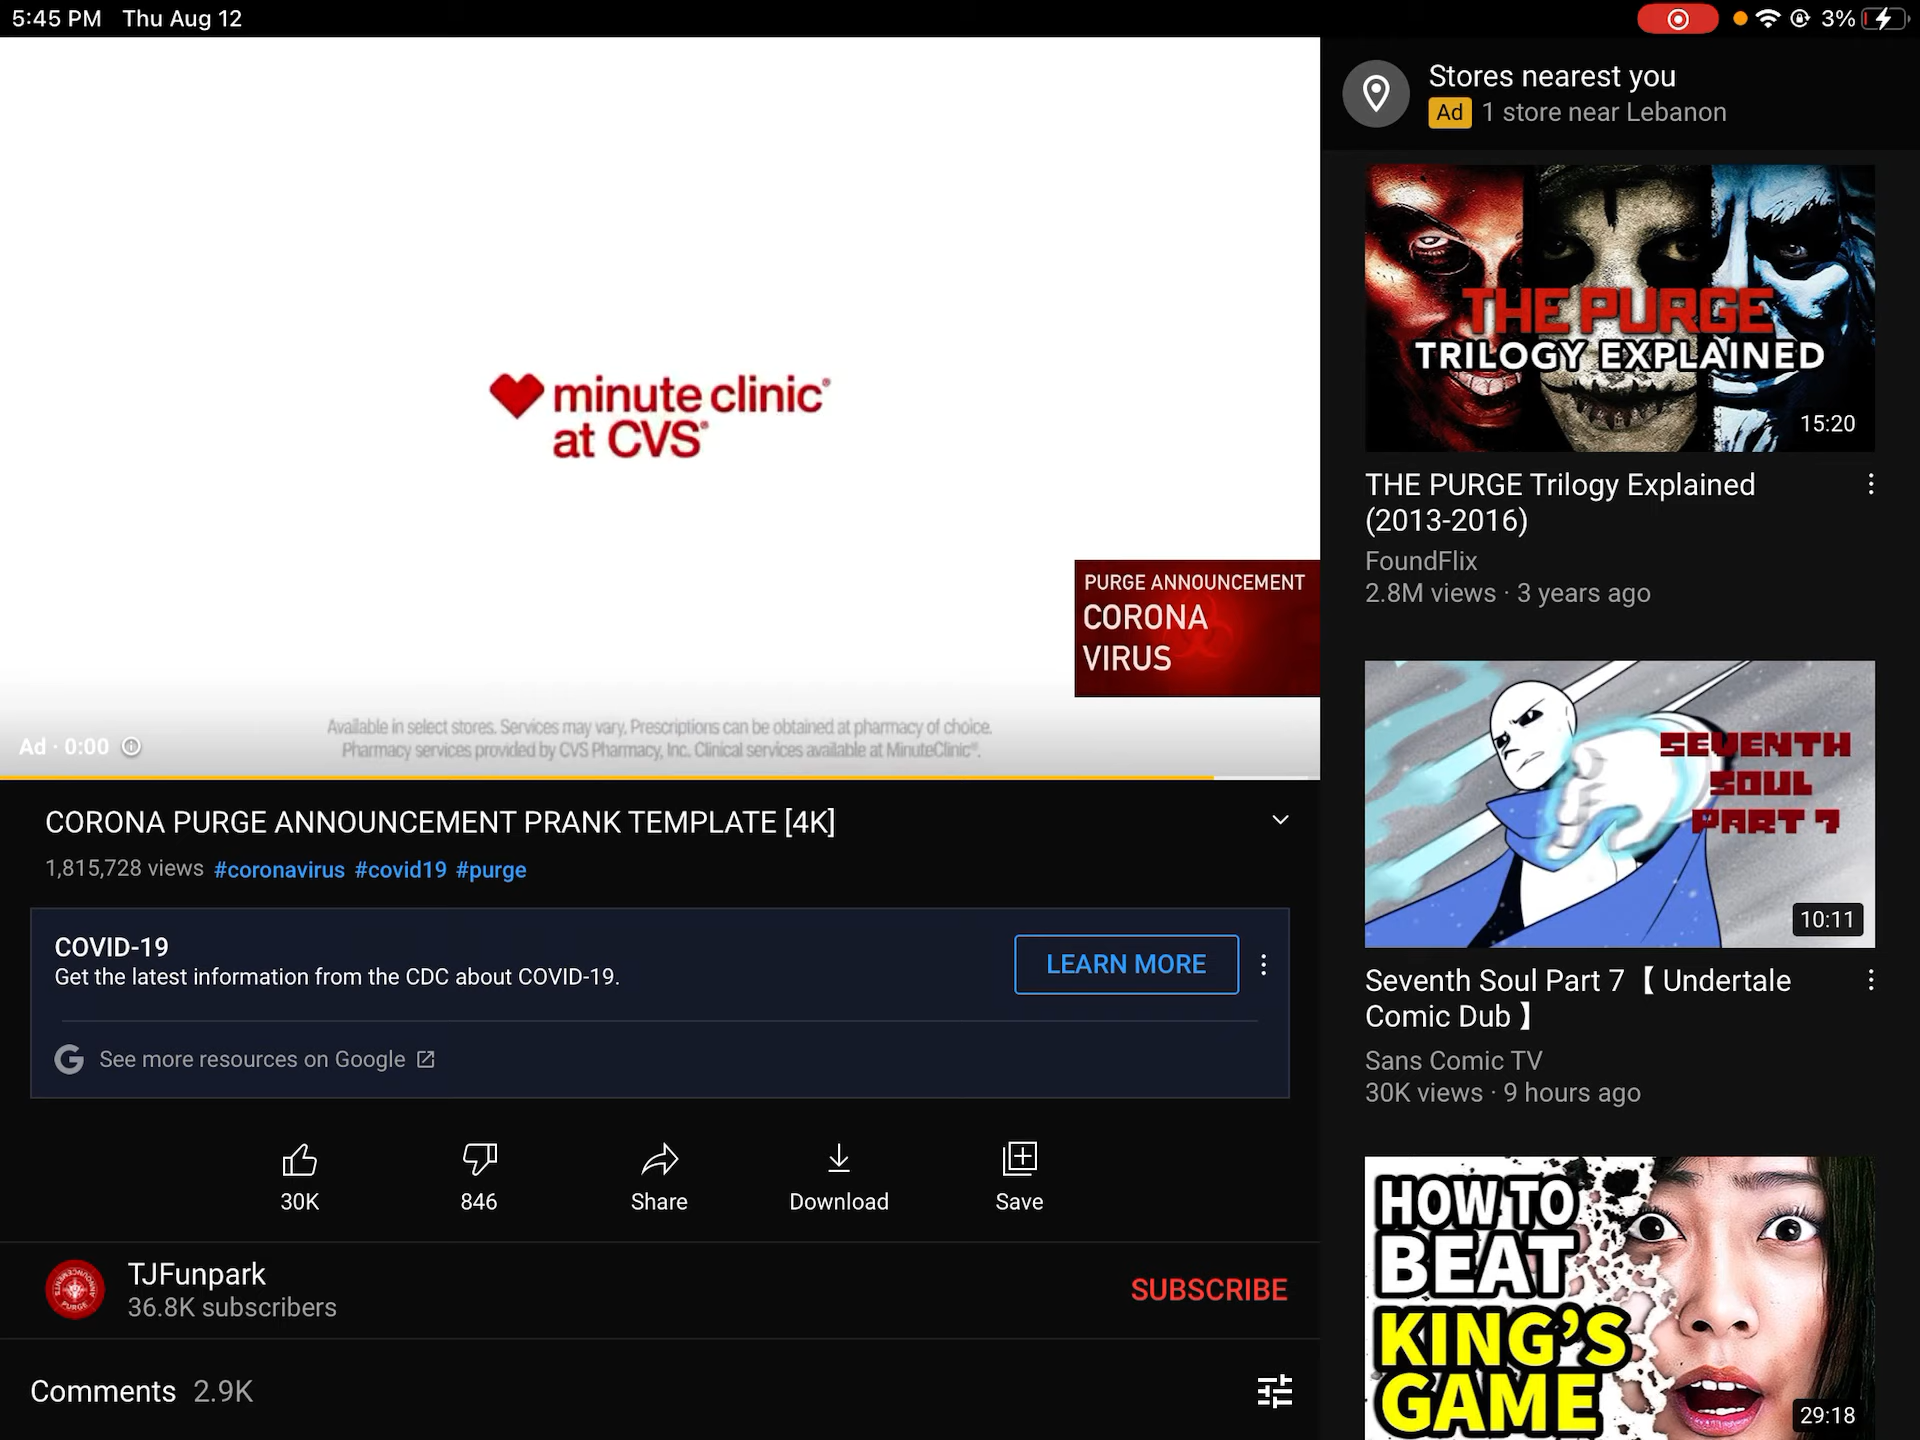 5:45 PM Thu Aug 12
3%
minute clinic®
at CVS®
PURGE ANNOUNCEMENT
CORONA
VIRUS
Available in select stores. Services may vary. Prescriptions can be obtained at pharmacy of choice.
Pharmacy services provided by CVS Pharmacy, Inc. Clinical services available at MinuteClinic®.
Ad · 0:00
CORONA PURGE ANNOUNCEMENT PRANK TEMPLATE [4K]
1,815,728 views #coronavirus #covid19 #purge
COVID-19
Get the latest information from the CDC about COVID-19.
LEARN MORE
See more resources on Google
30K
846
Share
Download
Save
TJFunpark
36.8K subscribers
SUBSCRIBE
Comments 2.9K
Stores nearest you
Ad 1 store near Lebanon
THE PURGE
TRILOGY EXPLAINED
15:20
THE PURGE Trilogy Explained
(2013-2016)
FoundFlix
2.8M views · 3 years ago
SEVENTH
SOUL
PART 7
10:11
Seventh Soul Part 7【 Undertale
Comic Dub 】
Sans Comic TV
30K views · 9 hours ago
HOW TO
BEAT
KING'S
GAME
29:18